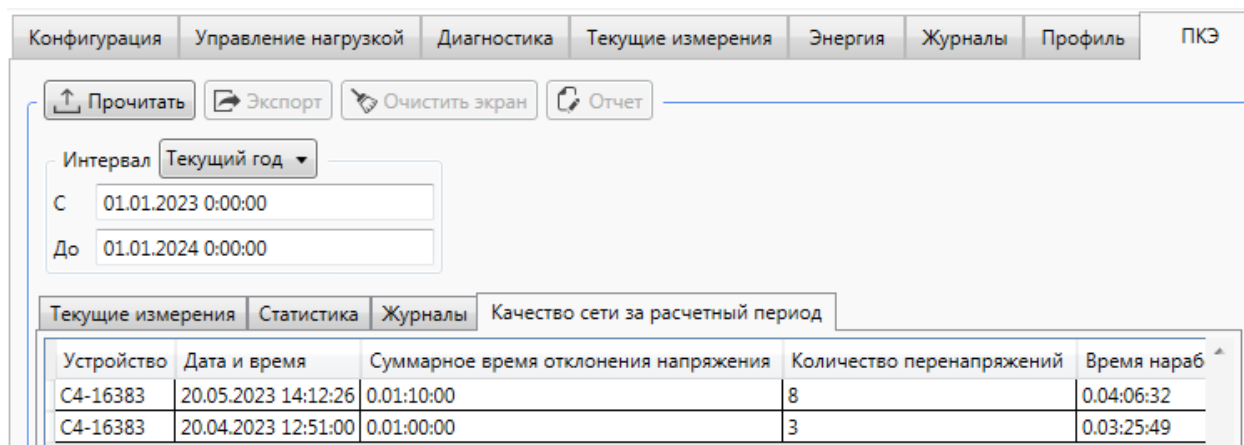 Конфигурация Управление нагрузкой Диагностика Текущие измерения Энергия Журналы Профиль ПКЭ
Прочитать Экспорт Очистить экран Отчет
Интервал Текущий год
С 01.01.2023 0:00:00
До 01.01.2024 0:00:00
Текущие измерения Статистика Журналы Качество сети за расчетный период
Устройство Дата и время Суммарное время отклонения напряжения Количество перенапряжений Время нараб
С4-16383 20.05.2023 14:12:26 0.01:10:00 8 0.04:06:32
С4-16383 20.04.2023 12:51:00 0.01:00:00 3 0.03:25:49